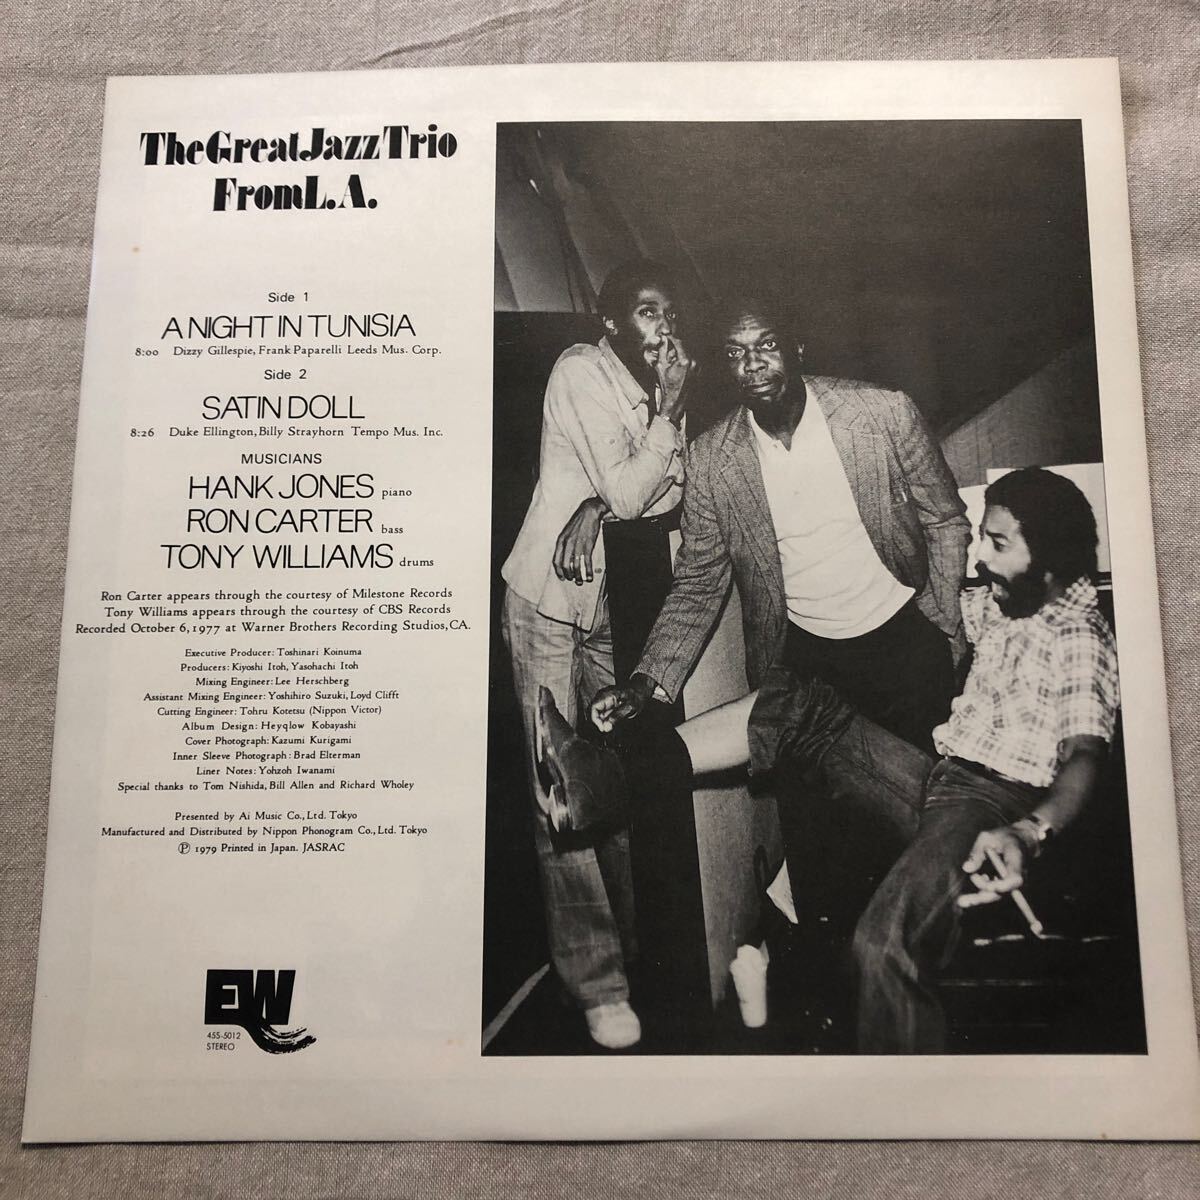 The Great Jazz Trio
From L.A.
Side 1
A NIGHT IN TUNISIA
8:00 Dizzy Gillespie, Frank Paparelli Leeds Mus. Corp.
Side 2
SATIN DOLL
8:26 Duke Ellington, Billy Strayhorn Tempo Mus. Inc.
MUSICIANS
HANK JONES piano
RON CARTER bass
TONY WILLIAMS drums
Ron Carter appears through the courtesy of Milestone Records
Tony Williams appears through the courtesy of CBS Records
Recorded October 6, 1977 at Warner Brothers Recording Studios, CA.
Executive Producer: Toshinari Koinuma
Producers: Kiyoshi Itoh, Yasohachi Itoh
Mixing Engineer: Lee Herschberg
Assistant Mixing Engineer: Yoshihiro Suzuki, Loyd Clifft
Cutting Engineer: Tohru Kotetsu (Nippon Victor)
Album Design: Heyqlow Kobayashi
Cover Photograph: Kazumi Kurigami
Inner Sleeve Photograph: Brad Elterman
Liner Notes: Yohzoh Iwanami
Special thanks to Tom Nishida, Bill Allen and Richard Wholey
Presented by Ai Music Co., Ltd. Tokyo
Manufactured and Distributed by Nippon Phonogram Co., Ltd. Tokyo
Ⓟ 1979 Printed in Japan. JASRAC
EW
45S-5012
STEREO